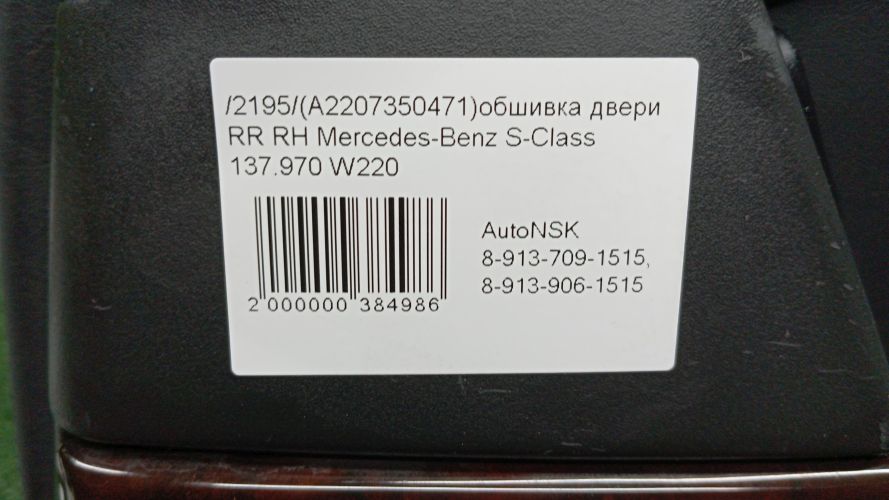 /2195/(A2207350471)обшивка двери
RR RH Mercedes-Benz S-Class
137.970 W220
AutoNSK
8-913-709-1515,
8-913-906-1515
2 000000 384986